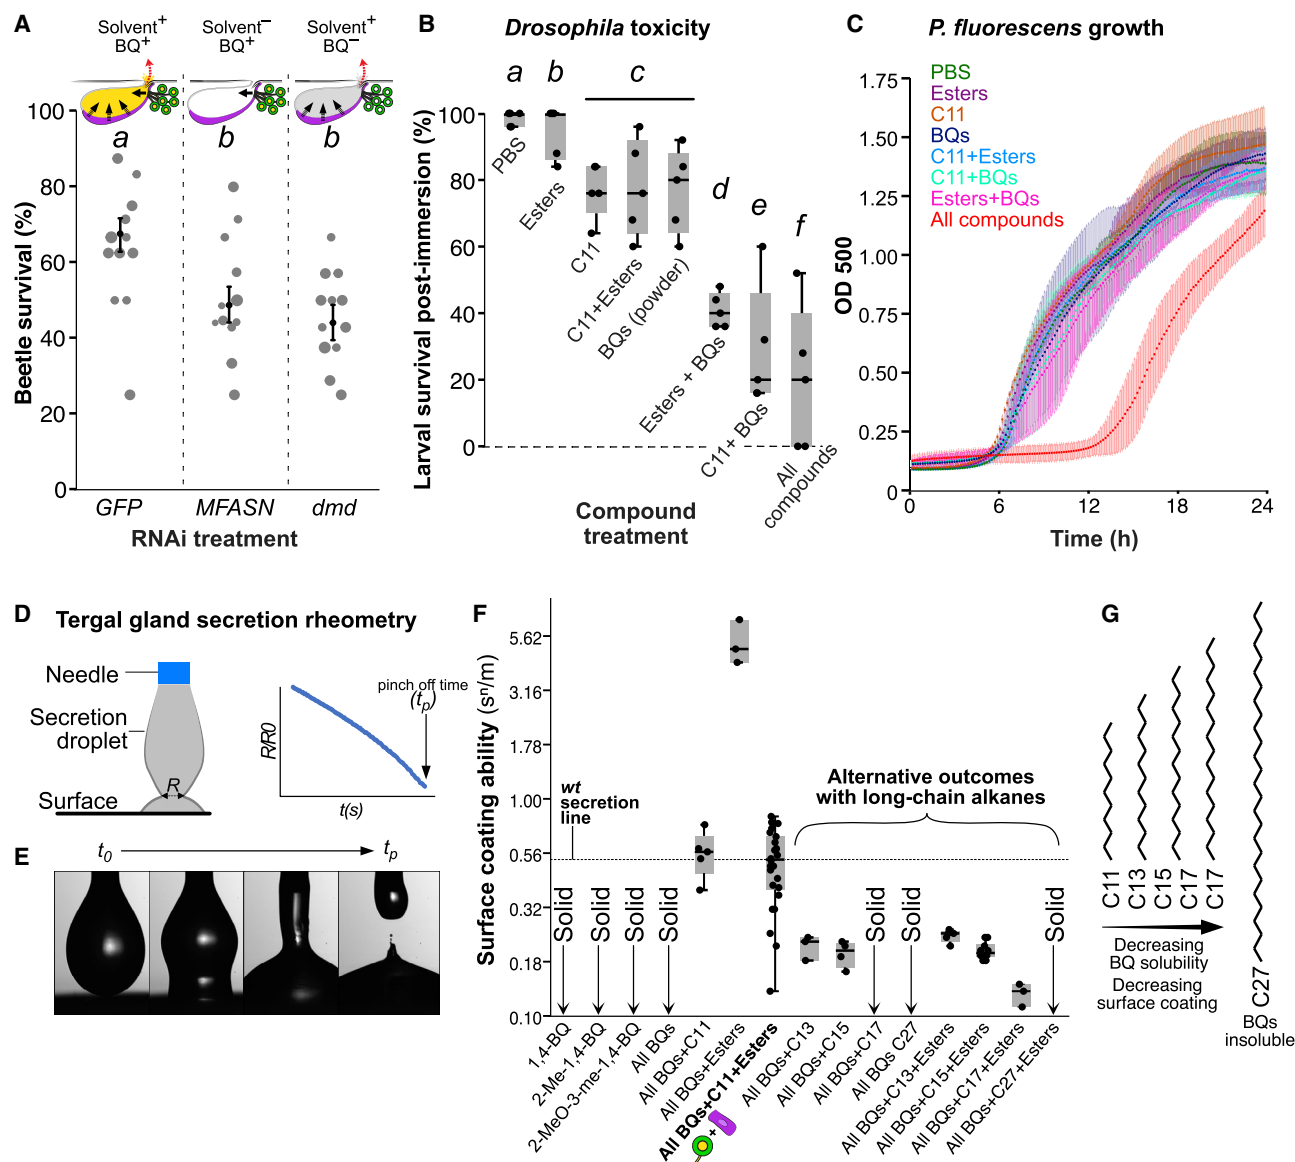 A
Solvent+
BQ+
Solvent−
BQ+
Solvent+
BQ−
a
b
b
Beetle survival (%)
100
80
60
40
20
0
GFP
MFASN
dmd
RNAi treatment
B
Drosophila toxicity
a
b
c
d
e
f
Larval survival post-immersion (%)
100
80
60
40
20
0
PBS
Esters
C11
C11+Esters
BQs (powder)
Esters + BQs
C11+ BQs
All
compounds
Compound
treatment
C
P. fluorescens growth
PBS
Esters
C11
BQs
C11+Esters
C11+BQs
Esters+BQs
All compounds
OD 500
1.75
1.50
1.25
1.00
0.75
0.50
0.25
0
0
6
12
18
24
Time (h)
D
Tergal gland secretion rheometry
Needle
Secretion
droplet
Surface
R
R/R0
t(s)
pinch off time
(tp)
E
t0
tp
F
Surface coating ability (sn/m)
5.62
3.16
1.78
1.00
0.56
0.32
0.18
0.10
wt
secretion
line
Alternative outcomes
with long-chain alkanes
Solid
Solid
Solid
Solid
Solid
Solid
Solid
1,4-BQ
2-Me-1,4-BQ
2-MeO-3-me-1,4-BQ
All BQs
All BQs+C11
All BQs+Esters
All BQs+C11+Esters
All BQs+C13
All BQs+C15
All BQs+C17
All BQs C27
All BQs+C13+Esters
All BQs+C15+Esters
All BQs+C17+Esters
All BQs+C27+Esters
+
G
C11
C13
C15
C17
C17
C27
Decreasing
BQ solubility
Decreasing
surface coating
BQs
insoluble